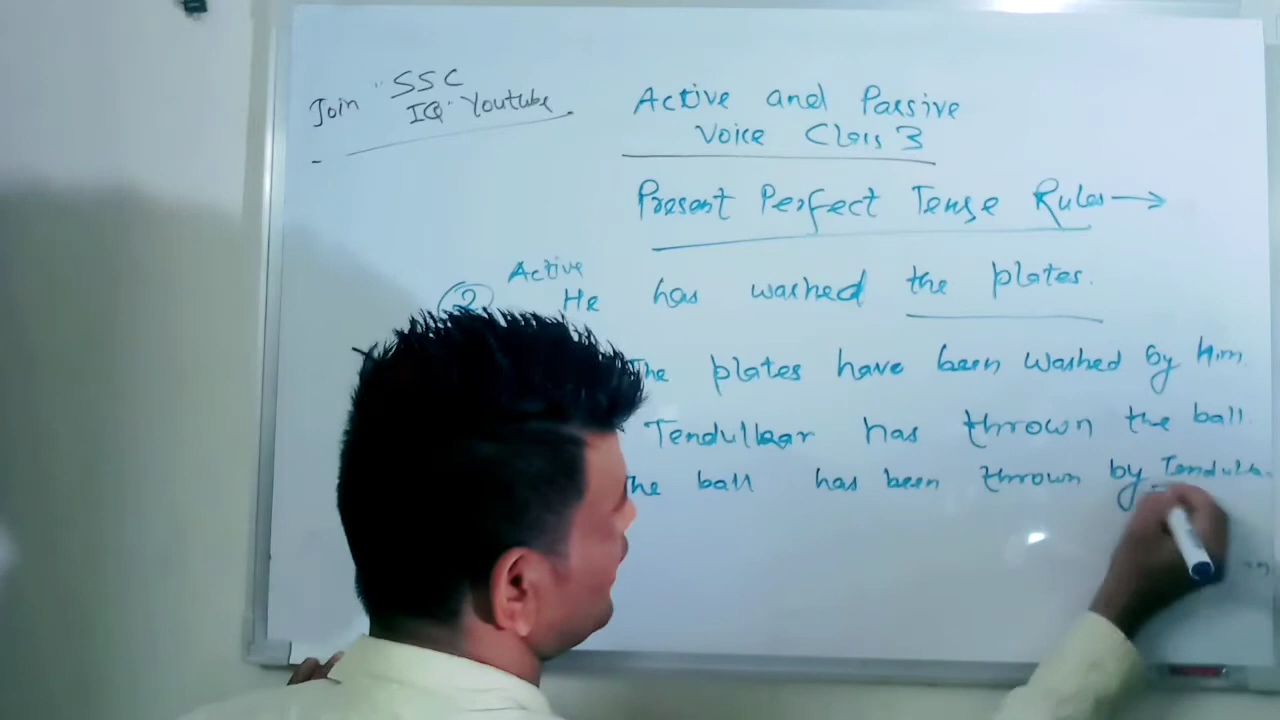 Join "SSC
IQ" Youtube
Active and Passive
Voice Class 3
Present Perfect Tense Rules →
Active
② He has washed the plates.
The plates have been washed by him.
Tendulkar has thrown the ball.
The ball has been thrown by